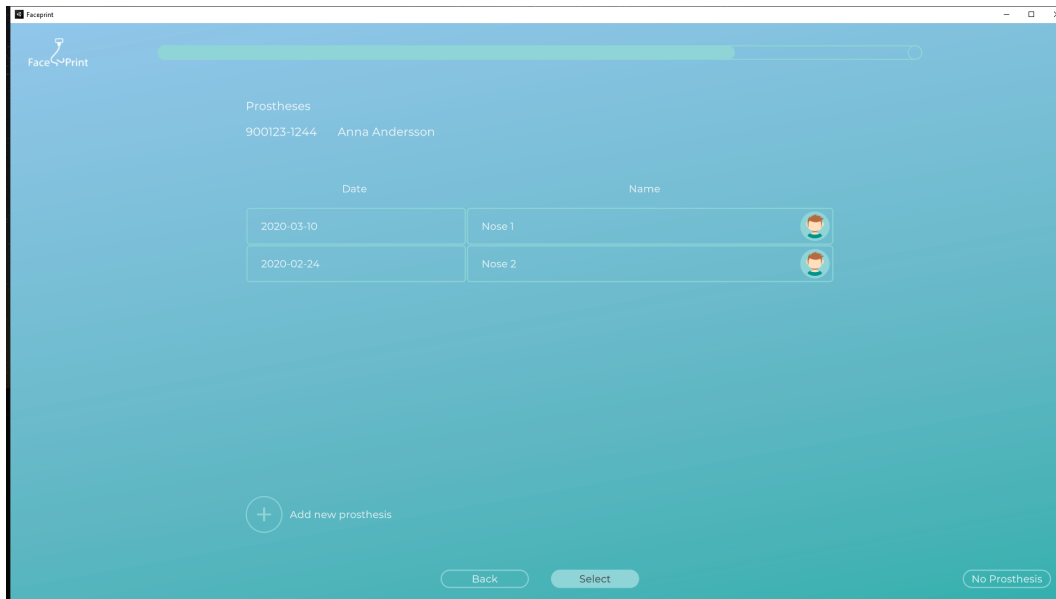 Faceprint
Face Print
Prostheses
900123-1244 Anna Andersson
Date Name
2020-03-10 Nose 1
2020-02-24 Nose 2
Add new prosthesis
Back Select No Prosthesis